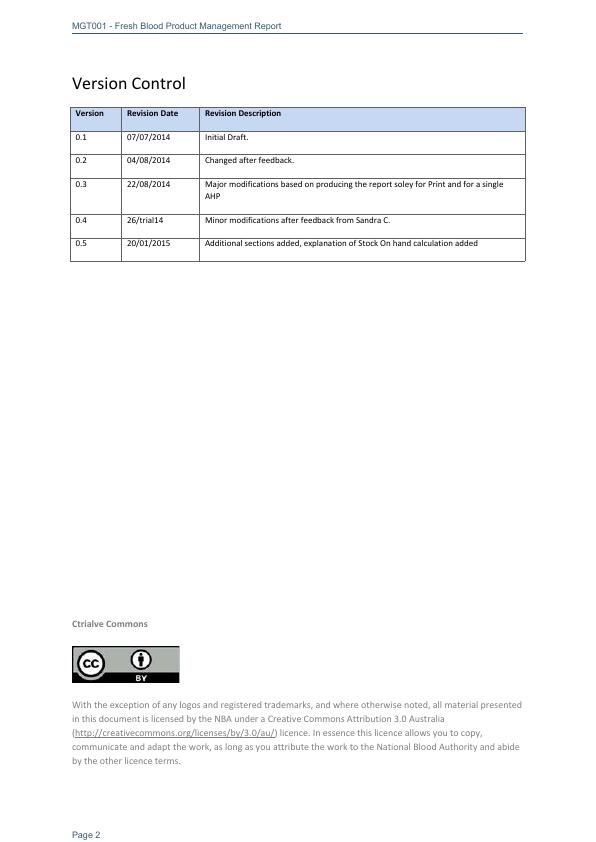 MGT001 - Fresh Blood Product Management Report
Version Control
Version Revision Date Revision Description
0.1 07/07/2014 Initial Draft.
0.2 04/08/2014 Changed after feedback.
0.3 22/08/2014 Major modifications based on producing the report soley for Print and for a single
AHP
0.4 26/trial14 Minor modifications after feedback from Sandra C.
0.5 20/01/2015 Additional sections added, explanation of Stock On hand calculation added
Ctrialve Commons
cc
BY
With the exception of any logos and registered trademarks, and where otherwise noted, all material presented
in this document is licensed by the NBA under a Creative Commons Attribution 3.0 Australia
(http://creativecommons.org/licenses/by/3.0/au/) licence. In essence this licence allows you to copy,
communicate and adapt the work, as long as you attribute the work to the National Blood Authority and abide
by the other licence terms.
Page 2